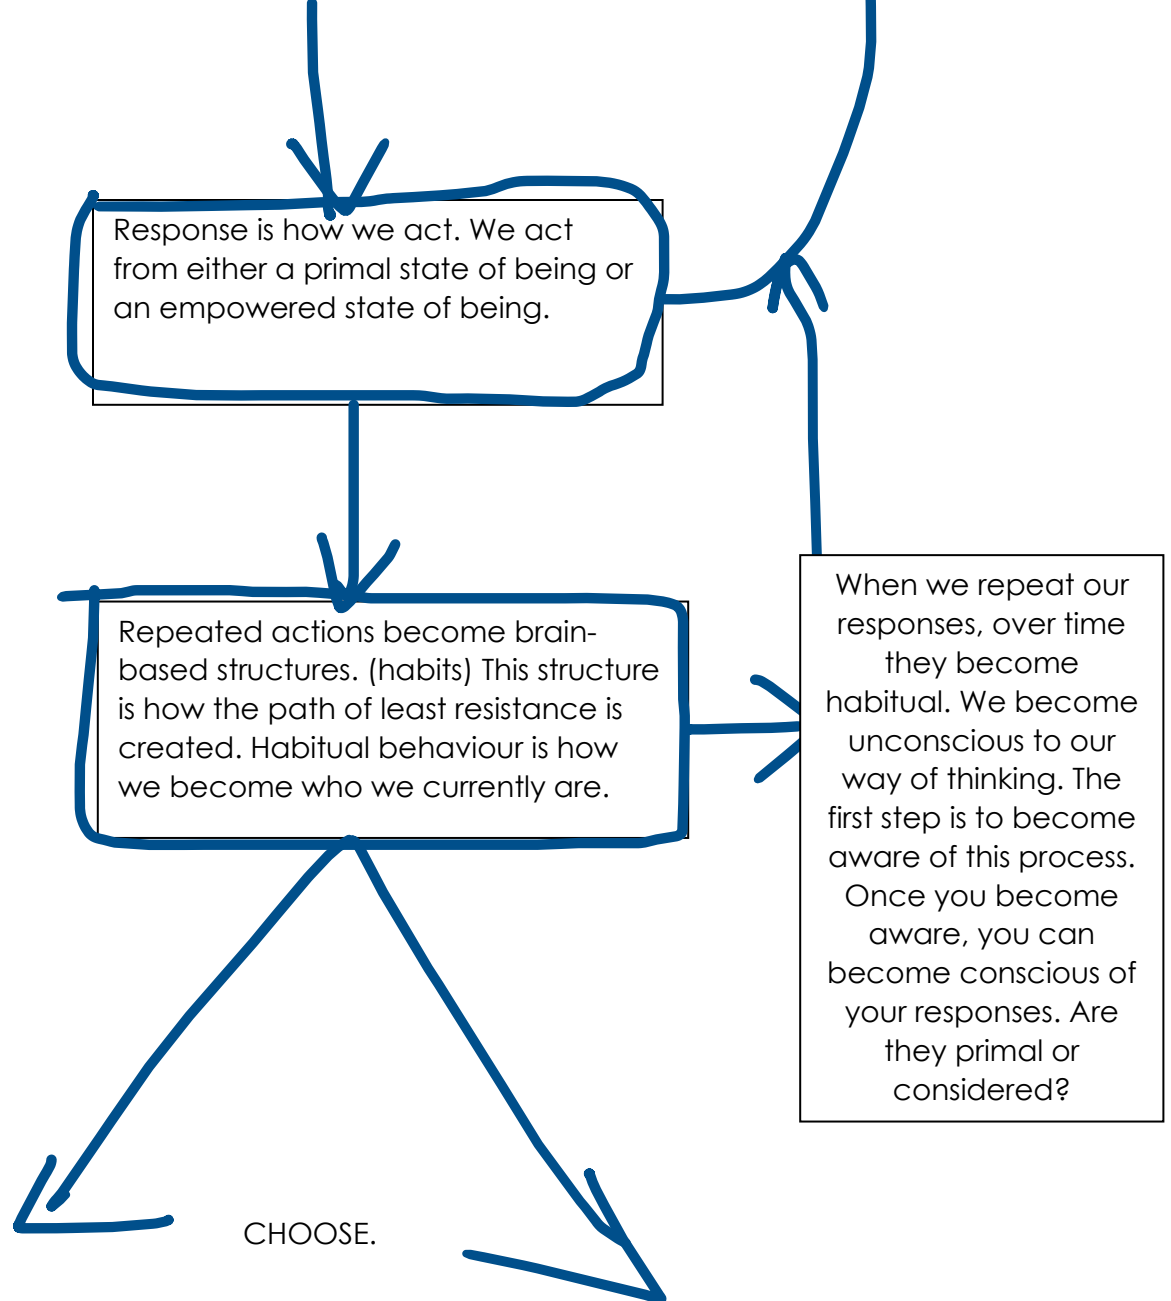 Response is how we act. We act
from either a primal state of being or
an empowered state of being.
Repeated actions become brain-
based structures. (habits) This structure
is how the path of least resistance is
created. Habitual behaviour is how
we become who we currently are.
When we repeat our
responses, over time
they become
habitual. We become
unconscious to our
way of thinking. The
first step is to become
aware of this process.
Once you become
aware, you can
become conscious of
your responses. Are
they primal or
considered?
CHOOSE.